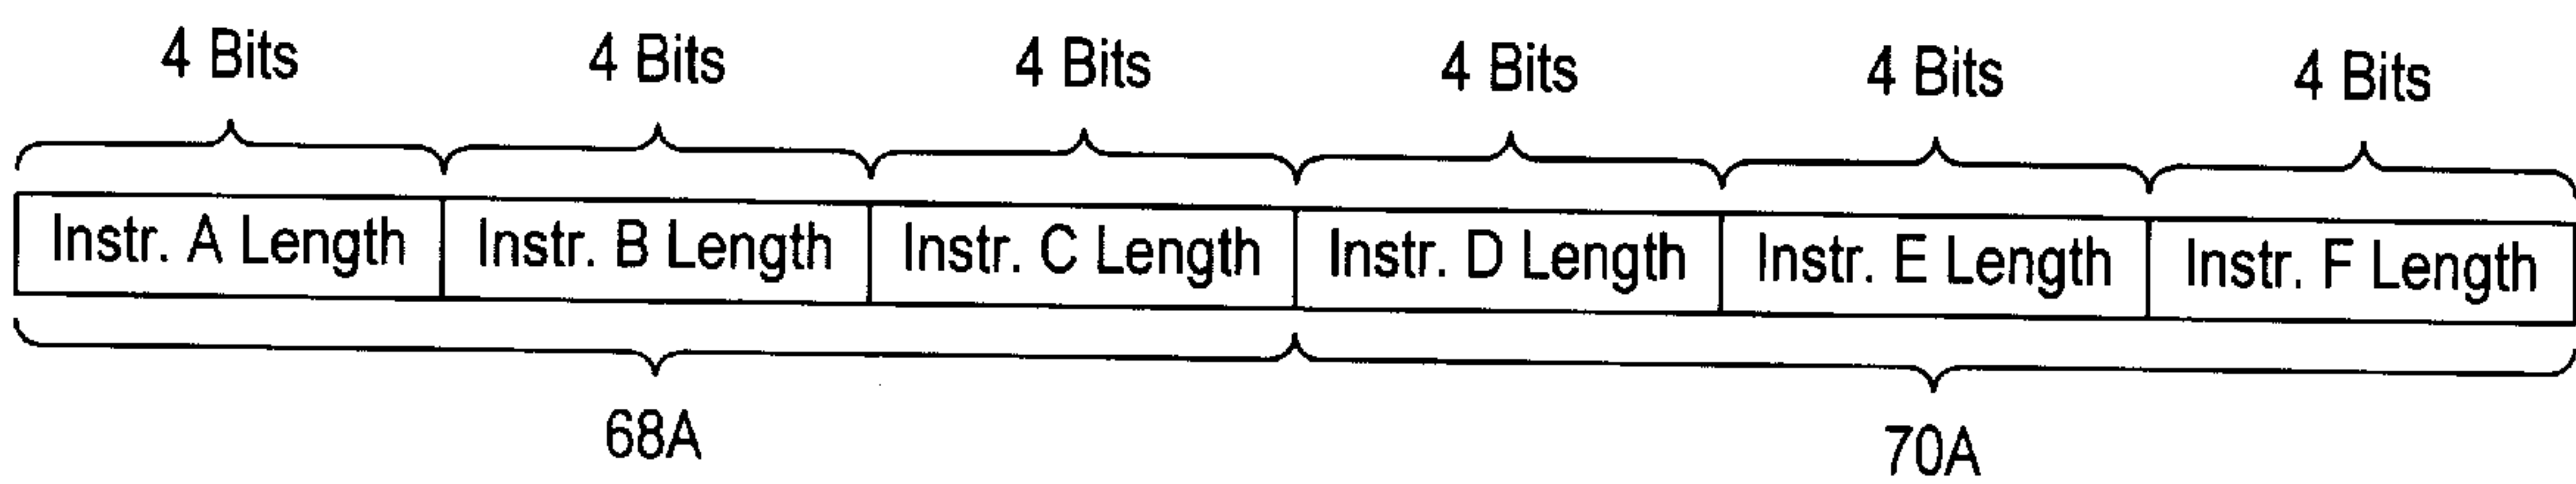 4 Bits 4 Bits 4 Bits 4 Bits 4 Bits 4 Bits
Instr. A Length Instr. B Length Instr. C Length Instr. D Length Instr. E Length Instr. F Length
68A 70A